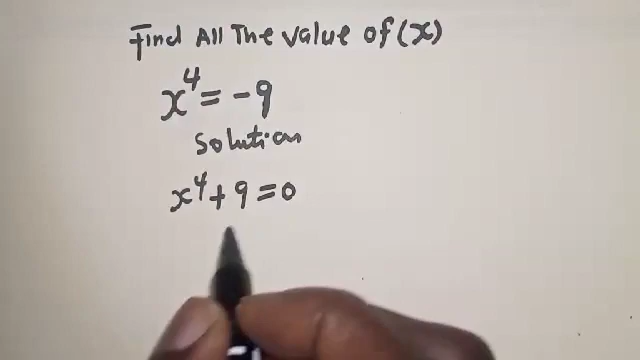 Find All The value of (x)
x⁴ = -9
Solution
x⁴ + 9 = 0